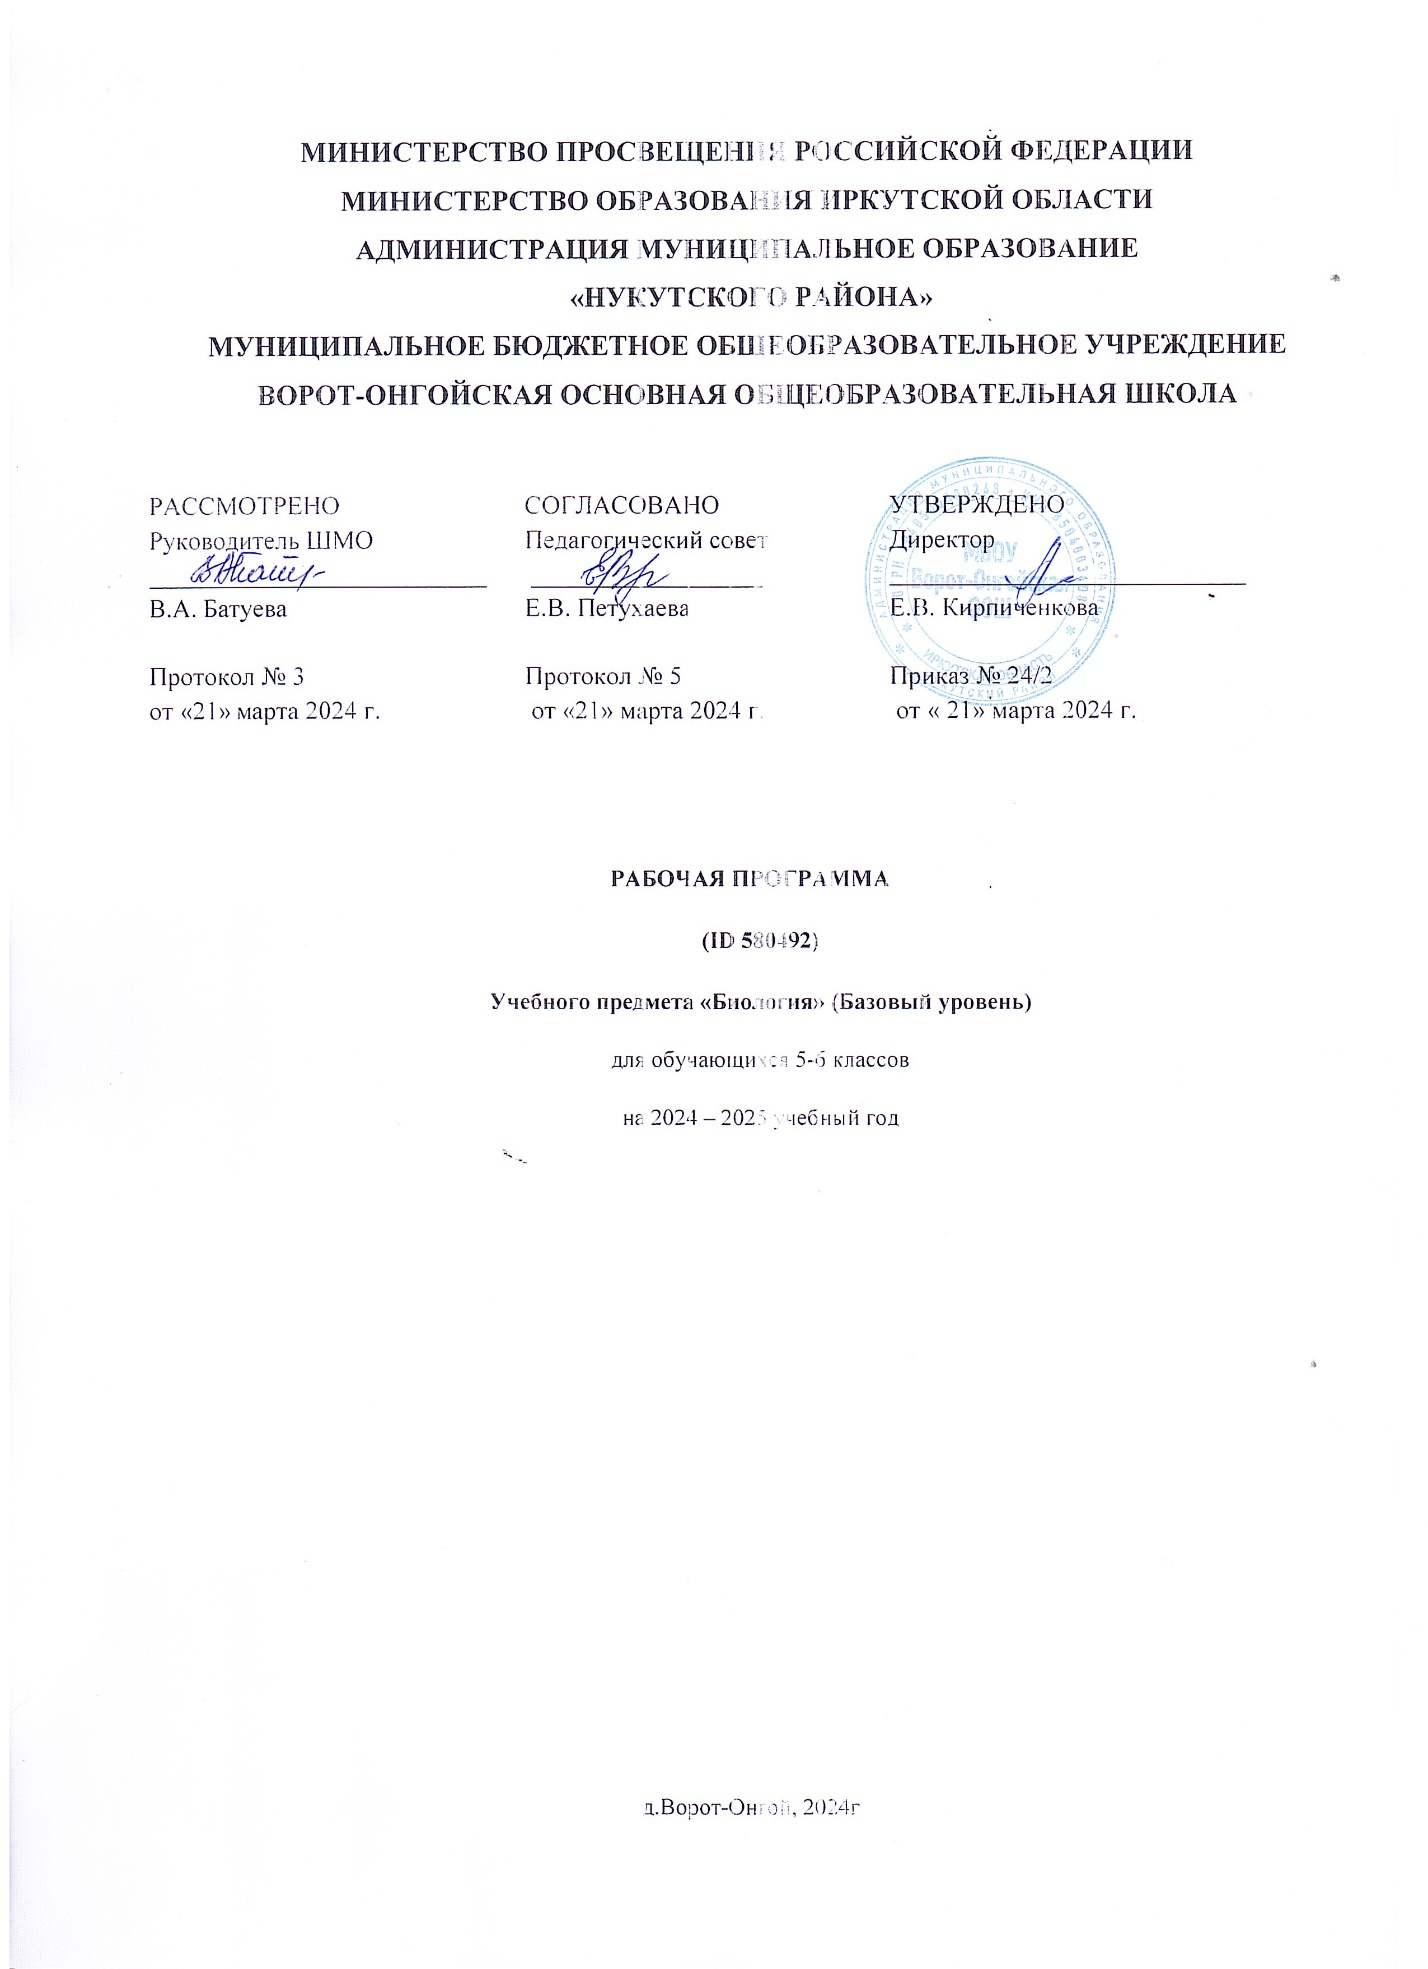 МИНИСТЕРСТВО ПРОСВЕЩЕНИЯ РОССИЙСКОЙ ФЕДЕРАЦИИ
МИНИСТЕРСТВО ОБРАЗОВАНИЯ ИРКУТСКОЙ ОБЛАСТИ
АДМИНИСТРАЦИЯ МУНИЦИПАЛЬНОЕ ОБРАЗОВАНИЕ
«НУКУТСКОГО РАЙОНА»
МУНИЦИПАЛЬНОЕ БЮДЖЕТНОЕ ОБЩЕОБРАЗОВАТЕЛЬНОЕ УЧРЕЖДЕНИЕ
ВОРОТ-ОНГОЙСКАЯ ОСНОВНАЯ ОБЩЕОБРАЗОВАТЕЛЬНАЯ ШКОЛА
РАССМОТРЕНО
Руководитель ШМО
В.А. Батуева
Протокол № 3
от «21» марта 2024 г.
СОГЛАСОВАНО
Педагогический совет
Е.В. Петухаева
Протокол № 5
от «21» марта 2024 г.
УТВЕРЖДЕНО
Директор
Е.В. Кирпиченкова
Приказ № 24/2
от « 21» марта 2024 г.
МБОУ
Ворот-Онгойская
ООШ
РАБОЧАЯ ПРОГРАММА
(ID 580492)
Учебного предмета «Биология» (Базовый уровень)
для обучающихся 5-6 классов
на 2024 – 2025 учебный год
д.Ворот-Онгой, 2024г